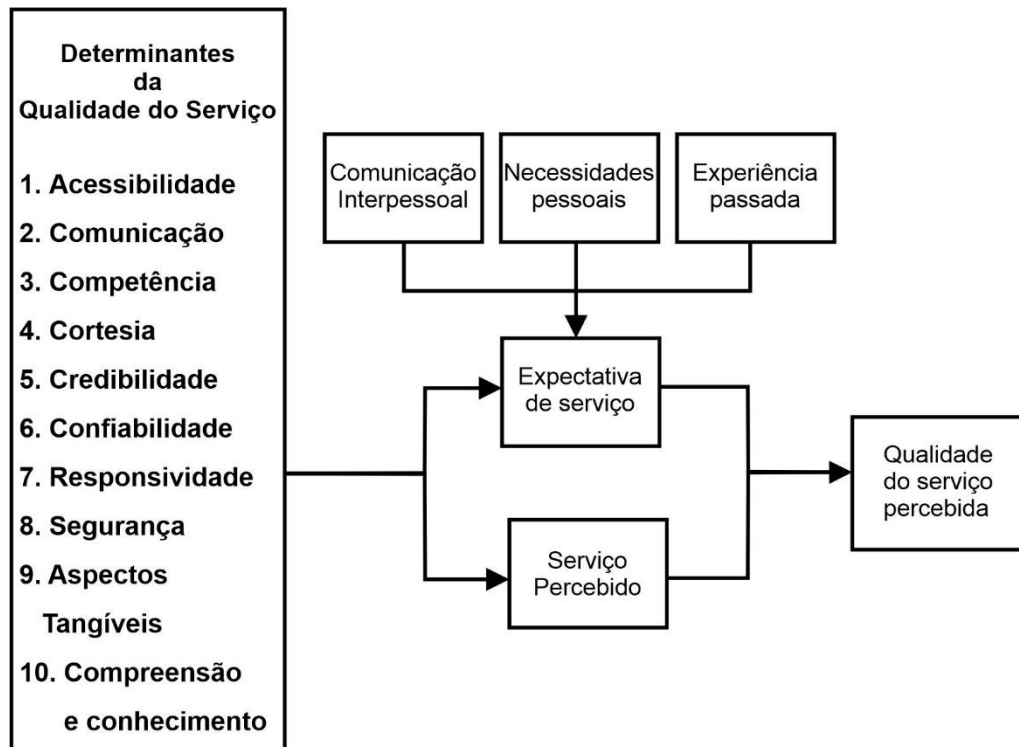 Determinantes
da
Qualidade do Serviço
1. Acessibilidade
2. Comunicação
3. Competência
4. Cortesia
5. Credibilidade
6. Confiabilidade
7. Responsividade
8. Segurança
9. Aspectos
Tangíveis
10. Compreensão
e conhecimento
Comunicação
Interpessoal
Necessidades
pessoais
Experiência
passada
Expectativa
de serviço
Serviço
Percebido
Qualidade
do serviço
percebida